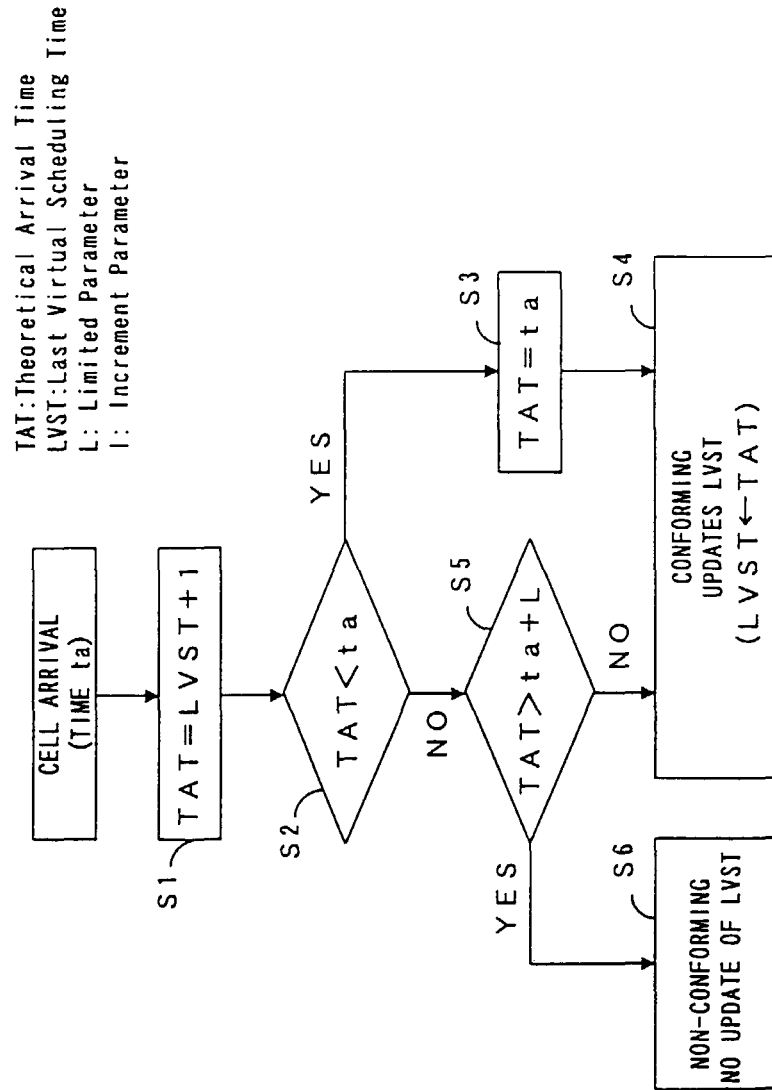 TAT:Theoretical Arrival Time
LVST:Last Virtual Scheduling Time
L: Limited Parameter
I: Increment Parameter
CELL ARRIVAL
(TIME ta)
S1
TAT=LVST+1
S2
TAT<ta
YES
NO
S3
TAT=ta
S5
TAT>ta+L
YES
NO
S6
NON-CONFORMING
NO UPDATE OF LVST
S4
CONFORMING
UPDATES LVST
(LVST←TAT)